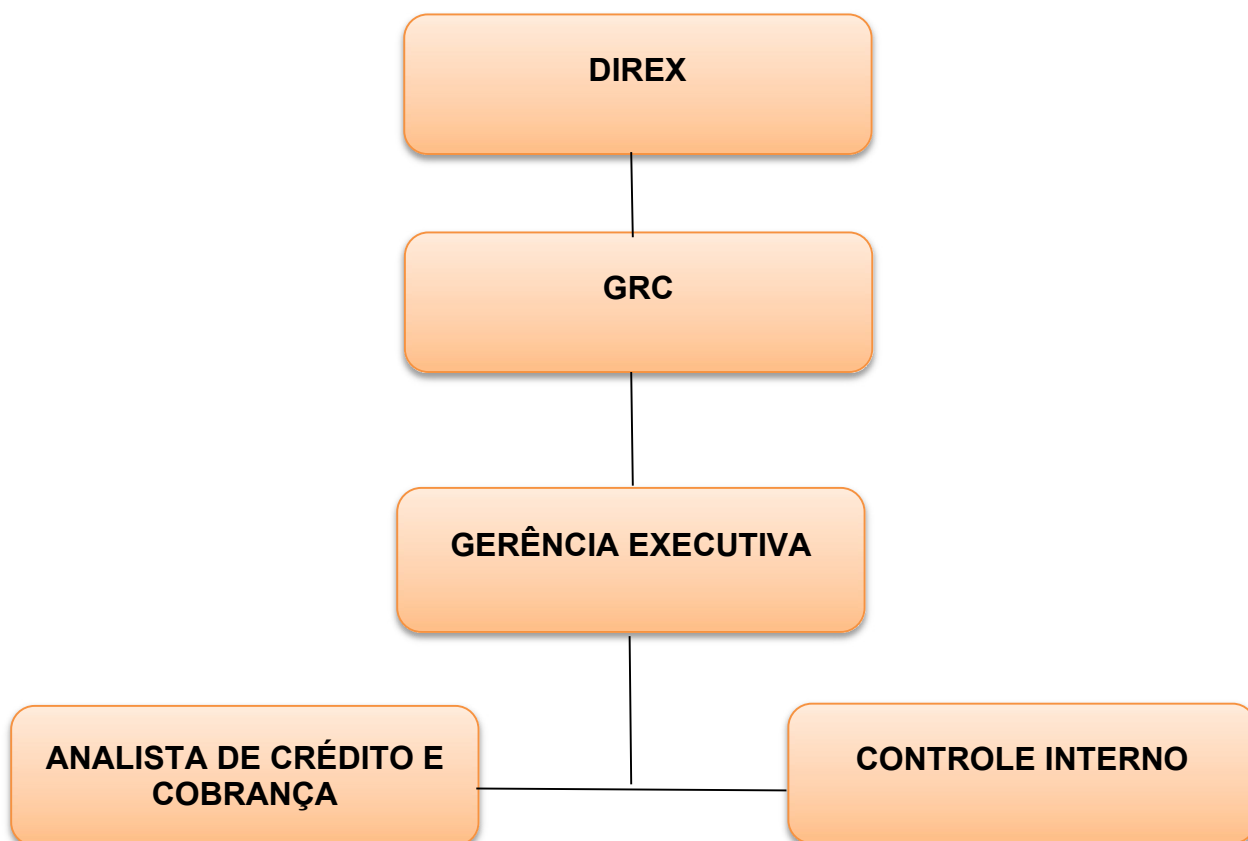 DIREX
GRC
GERÊNCIA EXECUTIVA
ANALISTA DE CRÉDITO E
COBRANÇA
CONTROLE INTERNO